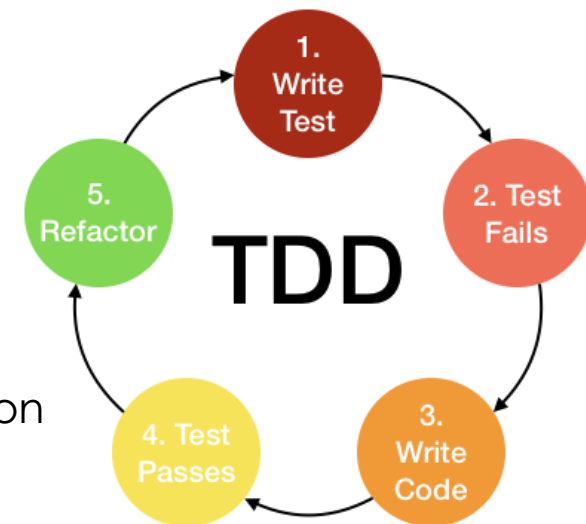 1.
Write
Test
2. Test
Fails
3.
Write
Code
4. Test
Passes
5.
Refactor
TDD
on